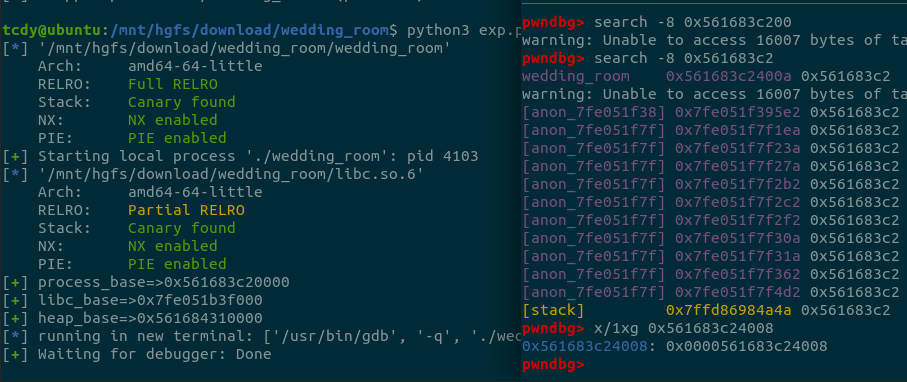 tcdy@ubuntu:/mnt/hgfs/download/wedding_room$ python3 exp.p
[*] '/mnt/hgfs/download/wedding_room/wedding_room'
Arch: amd64-64-little
RELRO: Full RELRO
Stack: Canary found
NX: NX enabled
PIE: PIE enabled
[+] Starting local process './wedding_room': pid 4103
[*] '/mnt/hgfs/download/wedding_room/libc.so.6'
Arch: amd64-64-little
RELRO: Partial RELRO
Stack: Canary found
NX: NX enabled
PIE: PIE enabled
[+] process_base=>0x561683c20000
[+] libc_base=>0x7fe051b3f000
[+] heap_base=>0x561684310000
[*] running in new terminal: ['/usr/bin/gdb', '-q', './wed
[+] Waiting for debugger: Done
pwndbg> search -8 0x561683c200
warning: Unable to access 16007 bytes of ta
pwndbg> search -8 0x561683c2
wedding_room 0x561683c2400a 0x561683c2
warning: Unable to access 16007 bytes of ta
[anon_7fe051f38] 0x7fe051f395e2 0x561683c2
[anon_7fe051f7f] 0x7fe051f7f1ea 0x561683c2
[anon_7fe051f7f] 0x7fe051f7f23a 0x561683c2
[anon_7fe051f7f] 0x7fe051f7f27a 0x561683c2
[anon_7fe051f7f] 0x7fe051f7f2b2 0x561683c2
[anon_7fe051f7f] 0x7fe051f7f2c2 0x561683c2
[anon_7fe051f7f] 0x7fe051f7f2f2 0x561683c2
[anon_7fe051f7f] 0x7fe051f7f30a 0x561683c2
[anon_7fe051f7f] 0x7fe051f7f31a 0x561683c2
[anon_7fe051f7f] 0x7fe051f7f362 0x561683c2
[anon_7fe051f7f] 0x7fe051f7f4d2 0x561683c2
[stack] 0x7ffd86984a4a 0x561683c2
pwndbg> x/1xg 0x561683c24008
0x561683c24008: 0x0000561683c24008
pwndbg>